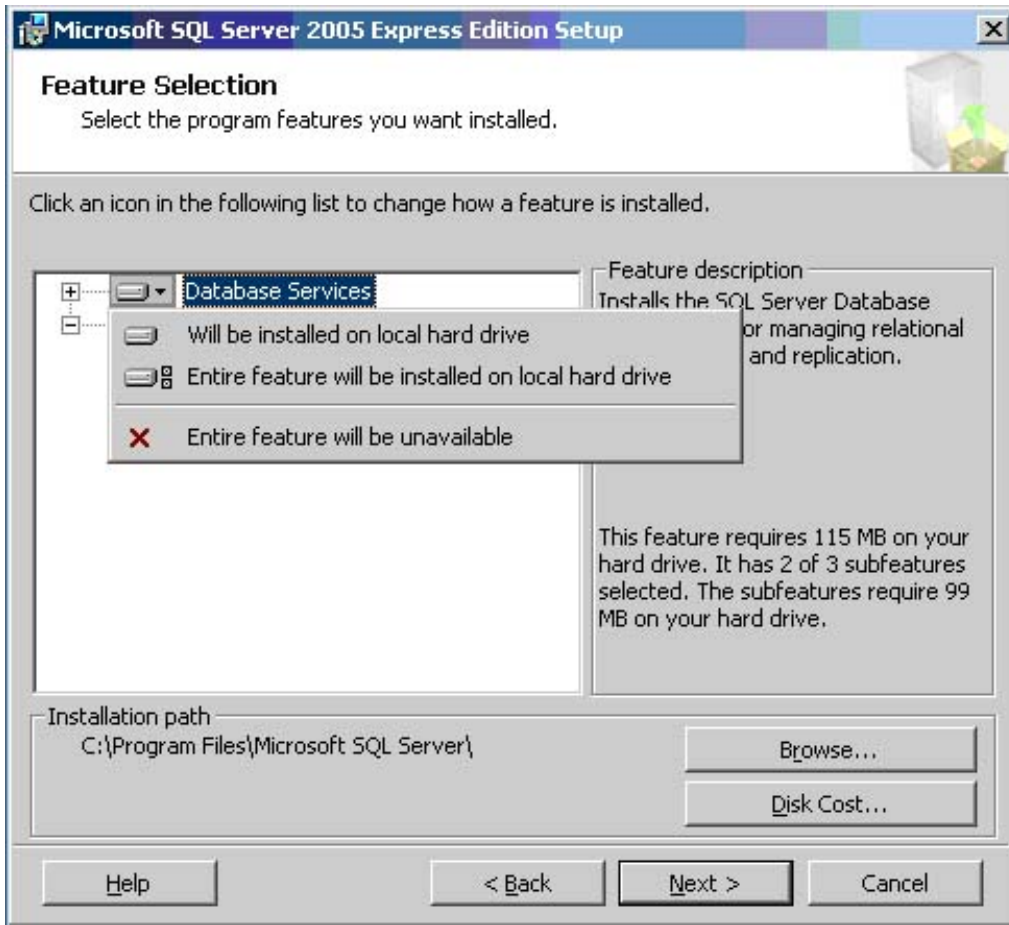 Microsoft SQL Server 2005 Express Edition Setup
Feature Selection
Select the program features you want installed.
Click an icon in the following list to change how a feature is installed.
Database Services
Will be installed on local hard drive
Entire feature will be installed on local hard drive
Entire feature will be unavailable
Feature description
Installs the SQL Server Database
or managing relational
and replication.
This feature requires 115 MB on your
hard drive. It has 2 of 3 subfeatures
selected. The subfeatures require 99
MB on your hard drive.
Installation path
C:\Program Files\Microsoft SQL Server\
Browse...
Disk Cost...
Help
< Back
Next >
Cancel